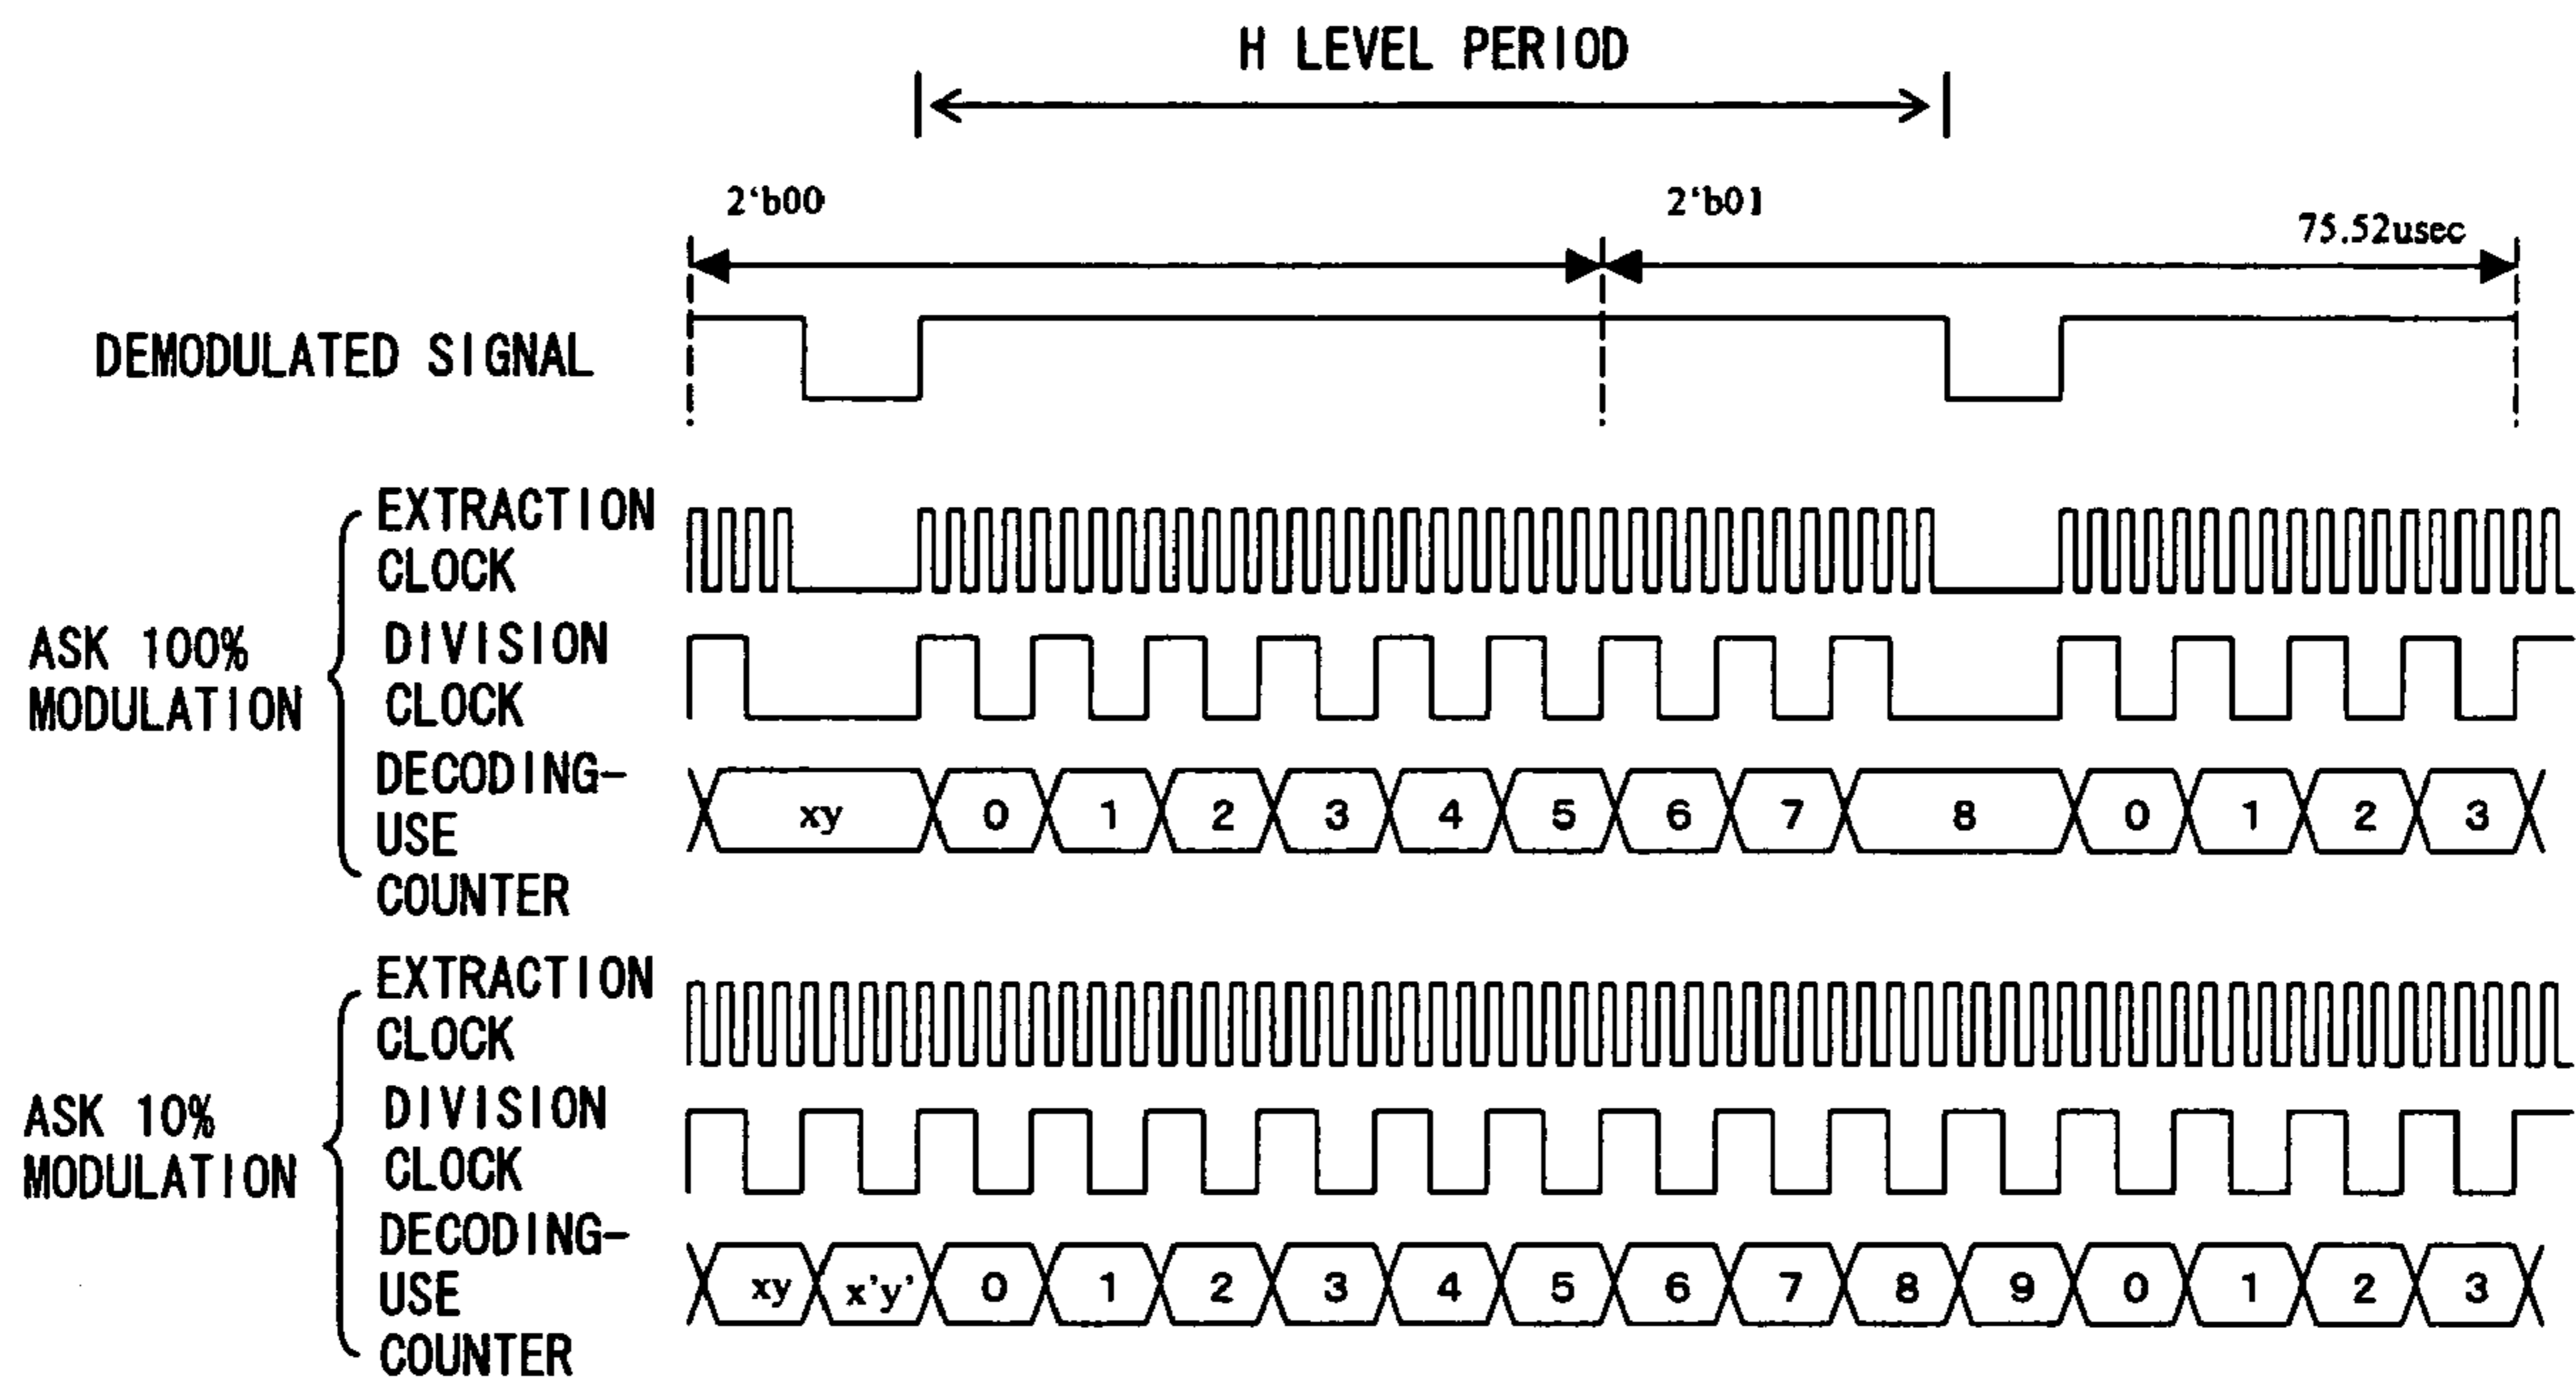 H LEVEL PERIOD
2‘b00
2‘b01
75.52usec
DEMODULATED SIGNAL
ASK 100%
MODULATION
EXTRACTION
CLOCK
DIVISION
CLOCK
DECODING-
USE
COUNTER
xy 0 1 2 3 4 5 6 7 8 0 1 2 3
ASK 10%
MODULATION
EXTRACTION
CLOCK
DIVISION
CLOCK
DECODING-
USE
COUNTER
xy x'y' 0 1 2 3 4 5 6 7 8 9 0 1 2 3